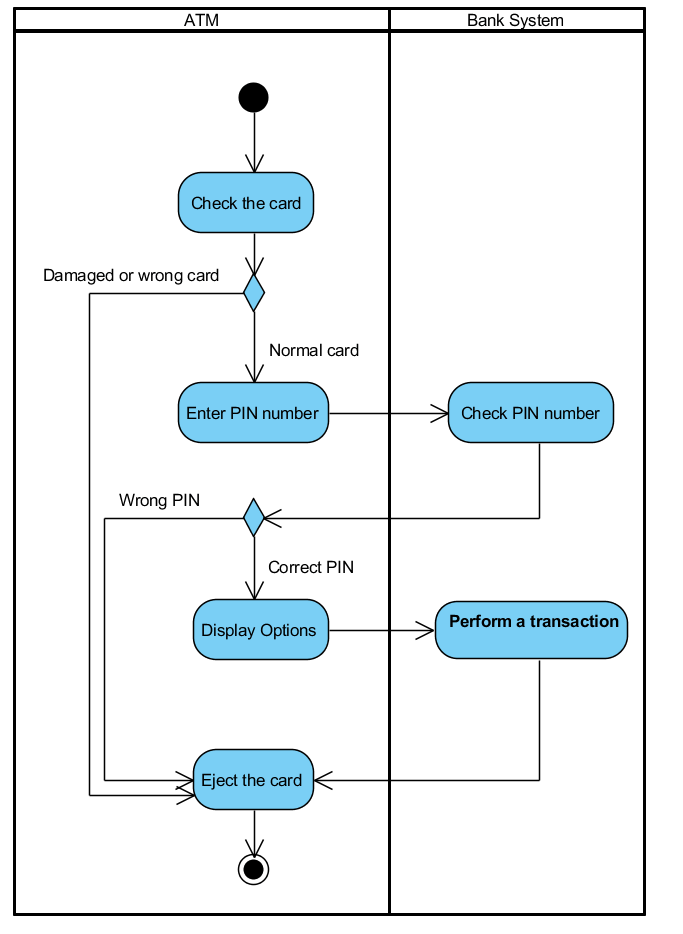 ATM
Bank System
Check the card
Damaged or wrong card
Normal card
Enter PIN number
Check PIN number
Wrong PIN
Correct PIN
Display Options
Perform a transaction
Eject the card